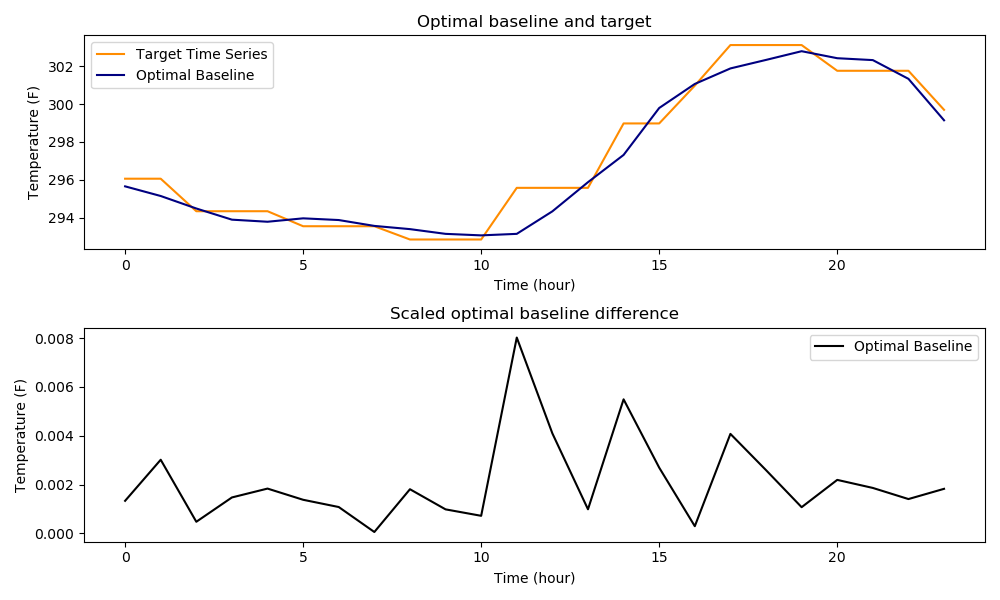 Optimal baseline and target
Target Time Series
Optimal Baseline
Temperature (F)
302
300
298
296
294
0 5 10 15 20
Time (hour)
Scaled optimal baseline difference
Optimal Baseline
Temperature (F)
0.008
0.006
0.004
0.002
0.000
0 5 10 15 20
Time (hour)